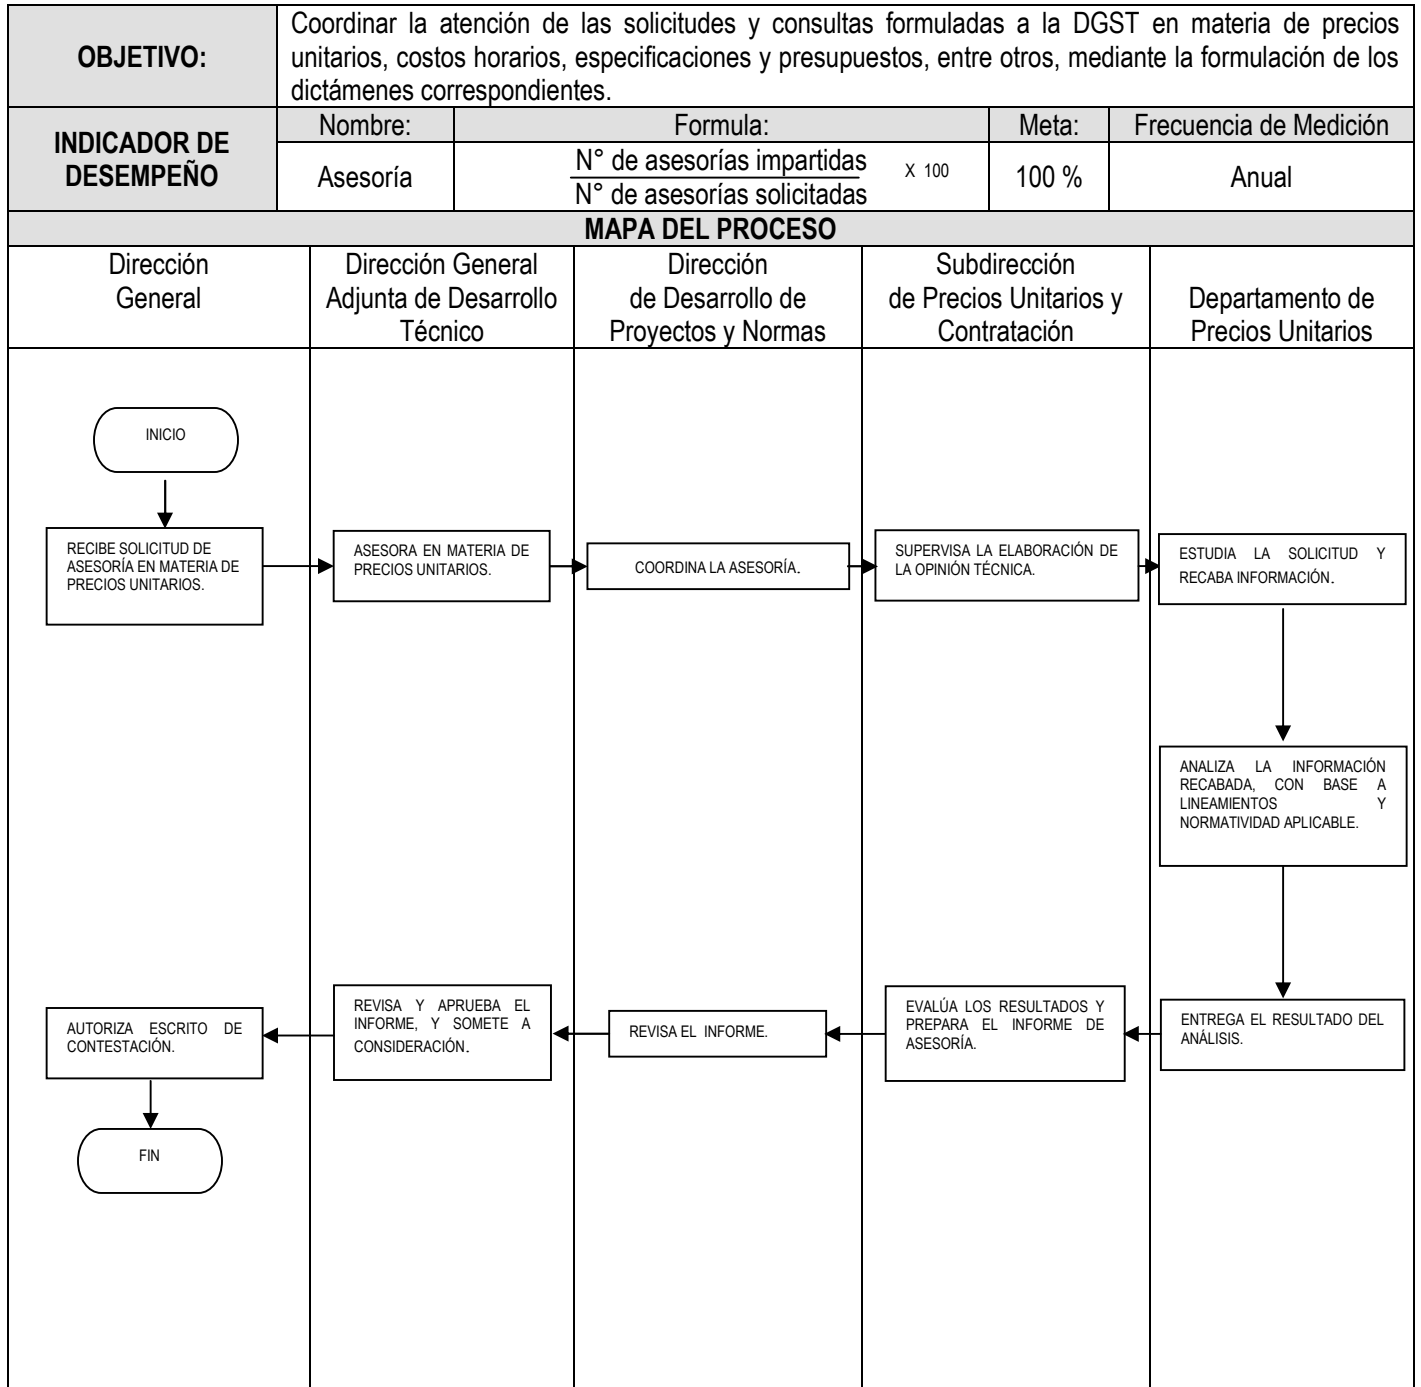 OBJETIVO:
Coordinar la atención de las solicitudes y consultas formuladas a la DGST en materia de precios
unitarios, costos horarios, especificaciones y presupuestos, entre otros, mediante la formulación de los
dictámenes correspondientes.
INDICADOR DE
DESEMPEÑO
Nombre:
Formula:
Meta:
Frecuencia de Medición
Asesoría
N° de asesorías impartidas
N° de asesorías solicitadas
X 100
100 %
Anual
MAPA DEL PROCESO
Dirección
General
Dirección General
Adjunta de Desarrollo
Técnico
Dirección
de Desarrollo de
Proyectos y Normas
Subdirección
de Precios Unitarios y
Contratación
Departamento de
Precios Unitarios
INICIO
RECIBE SOLICITUD DE
ASESORÍA EN MATERIA DE
PRECIOS UNITARIOS.
ASESORA EN MATERIA DE
PRECIOS UNITARIOS.
COORDINA LA ASESORÍA.
SUPERVISA LA ELABORACIÓN DE
LA OPINIÓN TÉCNICA.
ESTUDIA LA SOLICITUD Y
RECABA INFORMACIÓN.
ANALIZA LA INFORMACIÓN
RECABADA, CON BASE A
LINEAMIENTOS Y
NORMATIVIDAD APLICABLE.
ENTREGA EL RESULTADO DEL
ANÁLISIS.
EVALÚA LOS RESULTADOS Y
PREPARA EL INFORME DE
ASESORÍA.
REVISA EL INFORME.
REVISA Y APRUEBA EL
INFORME, Y SOMETE A
CONSIDERACIÓN.
AUTORIZA ESCRITO DE
CONTESTACIÓN.
FIN